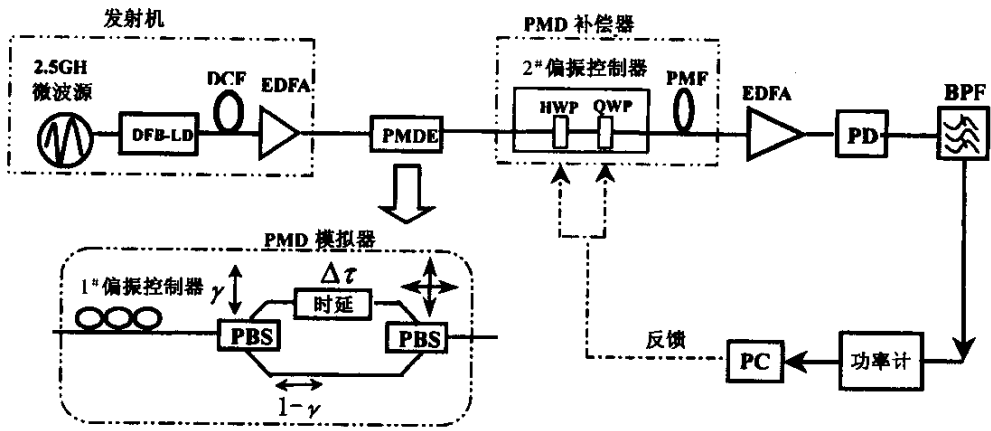 发射机
2.5GH
微波源
DFB-LD
DCF
EDFA
PMDE
PMD 补偿器
2#偏振控制器
HWP
QWP
PMF
EDFA
PD
BPF
PMD 模拟器
1#偏振控制器
γ
Δτ
时延
PBS
PBS
1-γ
反馈
PC
功率计